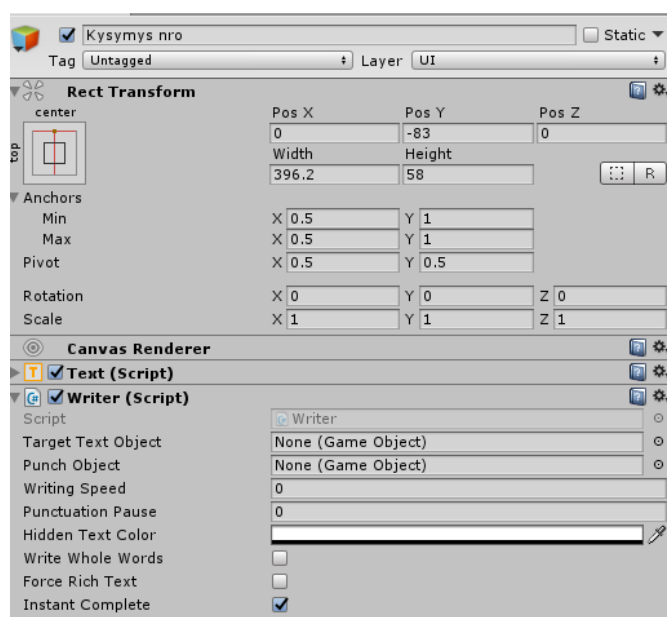 Kysymys nro Static
Tag Untagged Layer UI
Rect Transform
center Pos X Pos Y Pos Z
top 0 -83 0
Width Height
396.2 58 R
Anchors
Min X 0.5 Y 1
Max X 0.5 Y 1
Pivot X 0.5 Y 0.5
Rotation X 0 Y 0 Z 0
Scale X 1 Y 1 Z 1
Canvas Renderer
T Text (Script)
C# Writer (Script)
Script Writer
Target Text Object None (Game Object)
Punch Object None (Game Object)
Writing Speed 0
Punctuation Pause 0
Hidden Text Color
Write Whole Words
Force Rich Text
Instant Complete